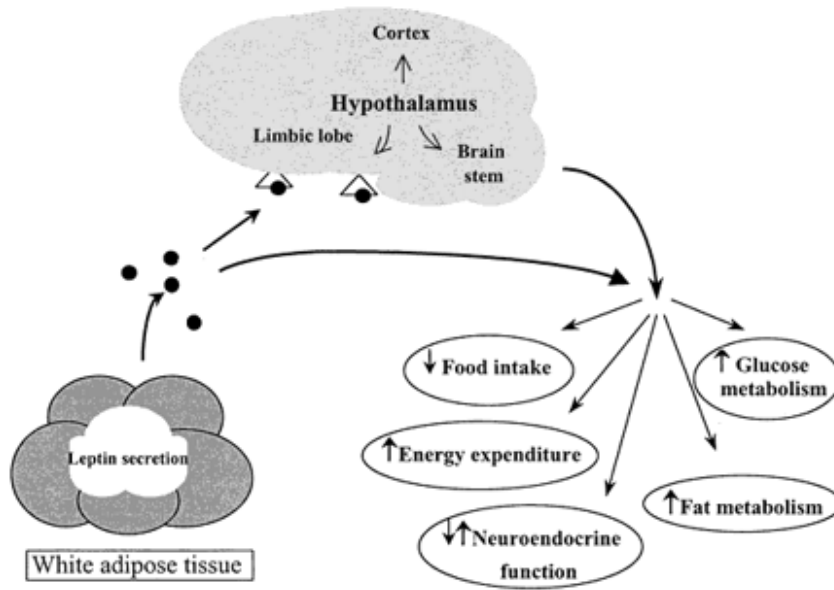 Cortex
Hypothalamus
Limbic lobe
Brain
stem
↓ Food intake
↑ Glucose
metabolism
↑ Energy expenditure
Leptin secretion
↑ Fat metabolism
↓↑ Neuroendocrine
function
White adipose tissue